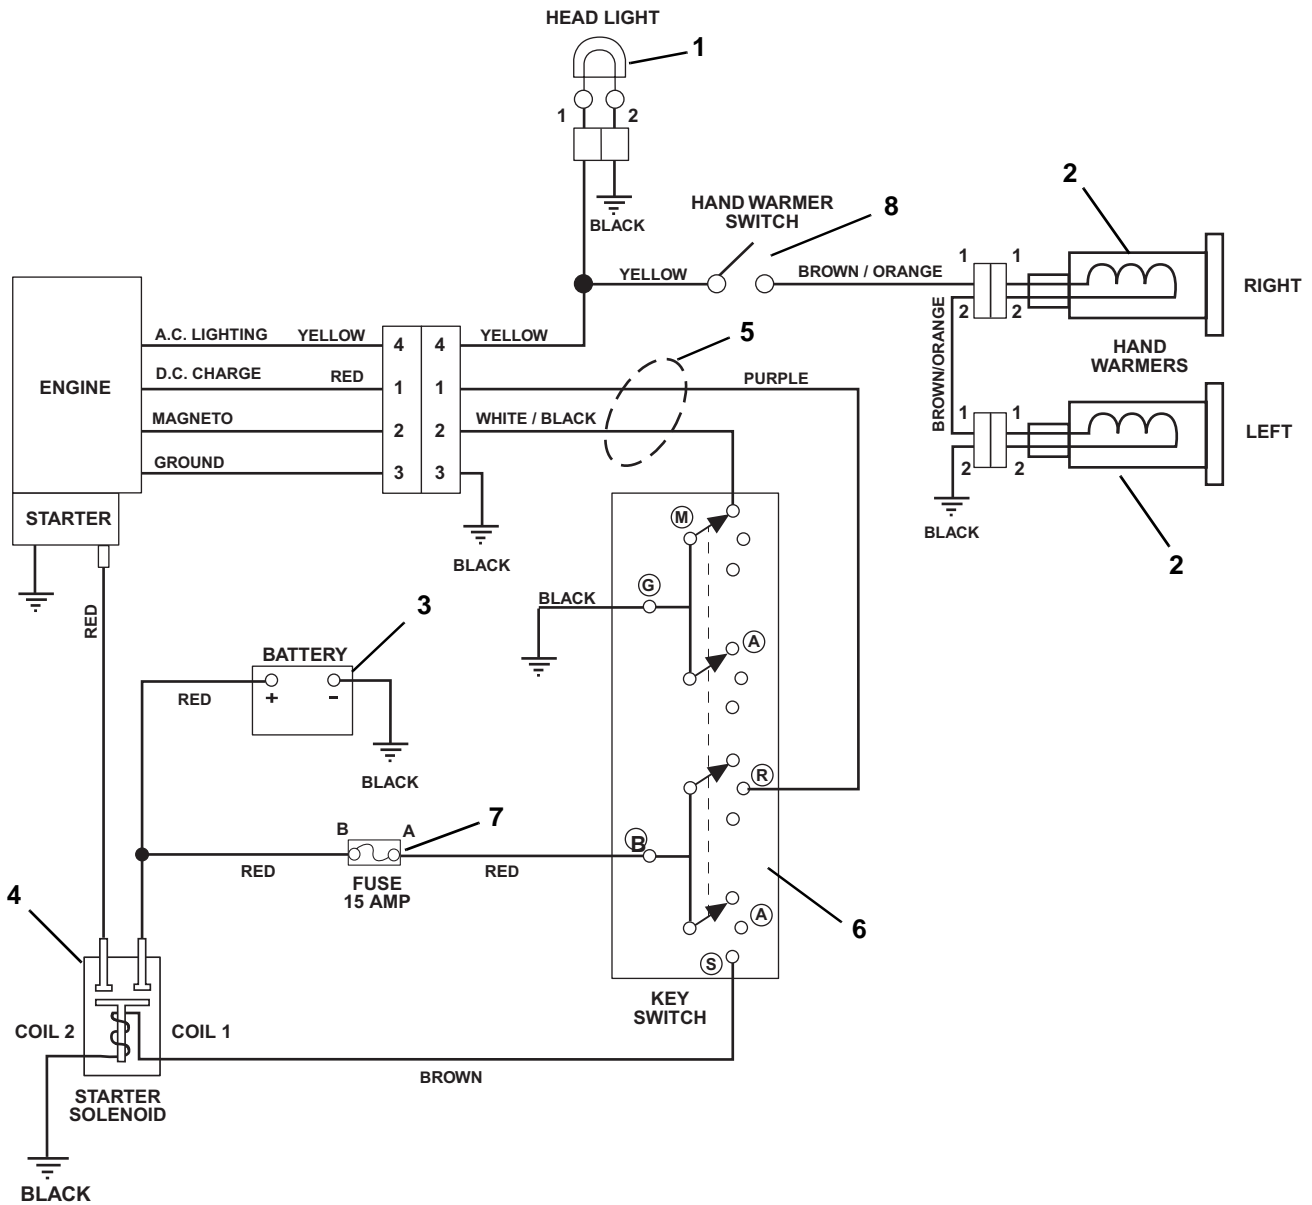 HEAD LIGHT
1
1
2
BLACK
HAND WARMER
SWITCH
8
2
YELLOW
BROWN / ORANGE
1
1
2
2
RIGHT
BROWN/ORANGE
HAND
WARMERS
1
1
2
2
LEFT
BLACK
2
ENGINE
A.C. LIGHTING
YELLOW
4
4
YELLOW
D.C. CHARGE
RED
1
1
PURPLE
5
MAGNETO
2
2
WHITE / BLACK
GROUND
3
3
BLACK
STARTER
RED
M
G
BLACK
A
R
B
A
S
6
KEY
SWITCH
3
BATTERY
+
-
RED
BLACK
B
A
7
RED
FUSE
15 AMP
RED
4
COIL 2
COIL 1
STARTER
SOLENOID
BROWN
BLACK